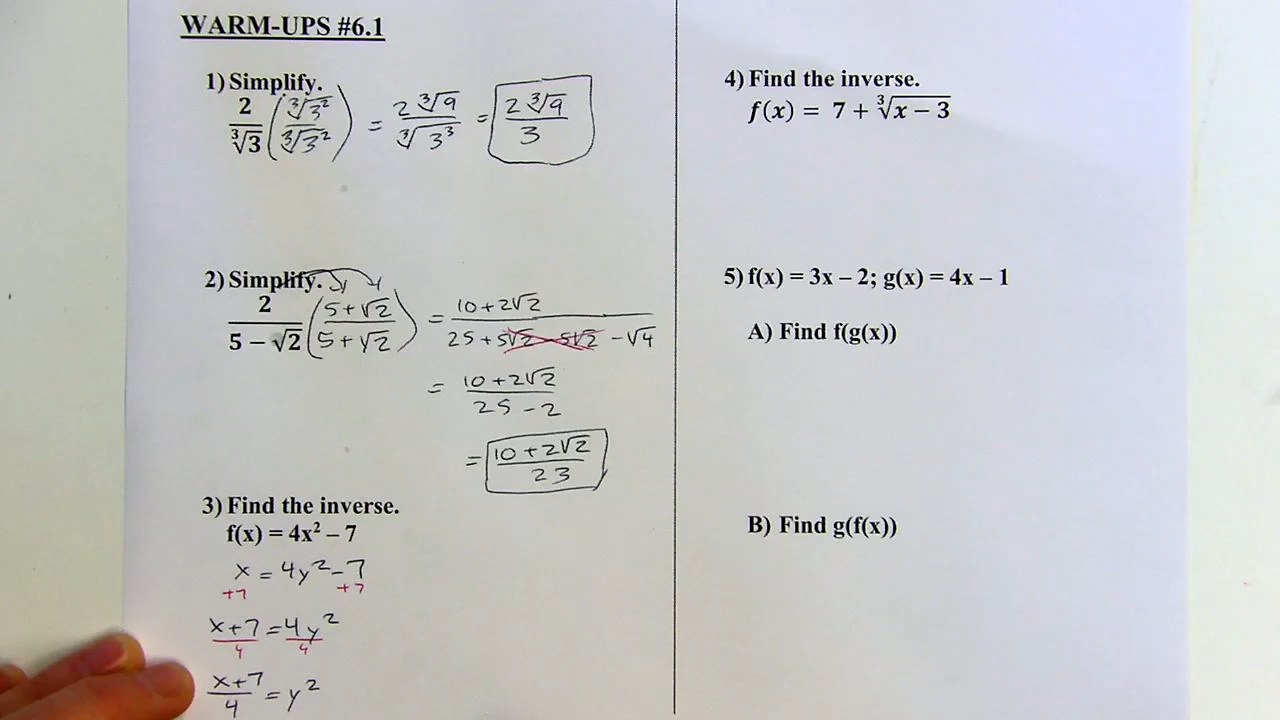 WARM-UPS #6.1
1) Simplify.
2/∛3 (∛3²/∛3²) = 2∛9/∛3³ = 2∛9/3
2) Simplify.
2/(5 − √2) ((5+√2)/(5+√2)) = (10+2√2)/(25+5√2−5√2−√4)
= (10+2√2)/(25−2)
= (10+2√2)/23
3) Find the inverse.
f(x) = 4x² – 7
x = 4y² − 7
+7 +7
x+7 = 4y²
4 4
(x+7)/4 = y²
4) Find the inverse.
f(x) = 7 + ∛(x − 3)
5) f(x) = 3x – 2; g(x) = 4x – 1
A) Find f(g(x))
B) Find g(f(x))